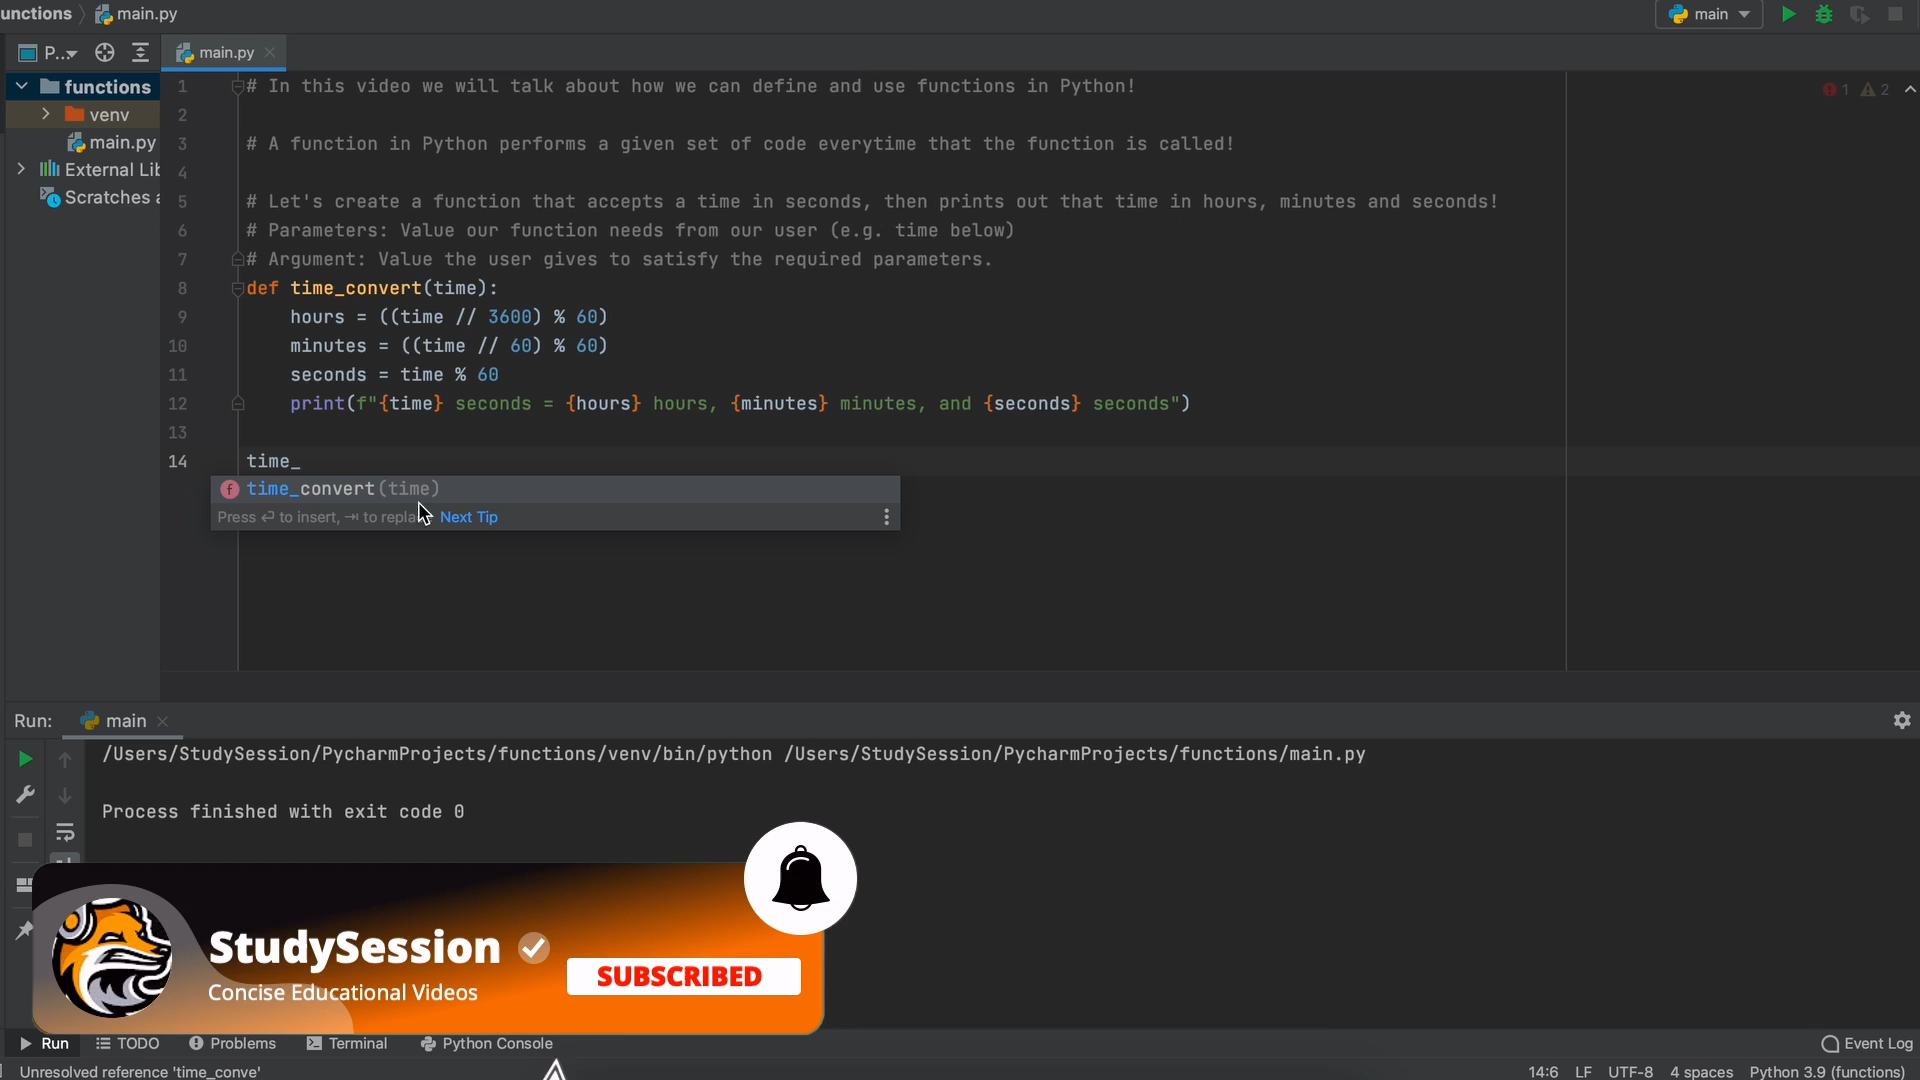 unctions main.py
main
P...
main.py
functions
venv
main.py
External Lib
Scratches a
1 # In this video we will talk about how we can define and use functions in Python!
2
3 # A function in Python performs a given set of code everytime that the function is called!
4
5 # Let's create a function that accepts a time in seconds, then prints out that time in hours, minutes and seconds!
6 # Parameters: Value our function needs from our user (e.g. time below)
7 # Argument: Value the user gives to satisfy the required parameters.
8 def time_convert(time):
9 hours = ((time // 3600) % 60)
10 minutes = ((time // 60) % 60)
11 seconds = time % 60
12 print(f"{time} seconds = {hours} hours, {minutes} minutes, and {seconds} seconds")
13
14 time_
1 2
f time_convert(time)
Press ↩ to insert, ⇥ to repla Next Tip
Run: main
/Users/StudySession/PycharmProjects/functions/venv/bin/python /Users/StudySession/PycharmProjects/functions/main.py
Process finished with exit code 0
StudySession
Concise Educational Videos
SUBSCRIBED
Run TODO Problems Terminal Python Console Event Log
Unresolved reference 'time_conve' 14:6 LF UTF-8 4 spaces Python 3.9 (functions)